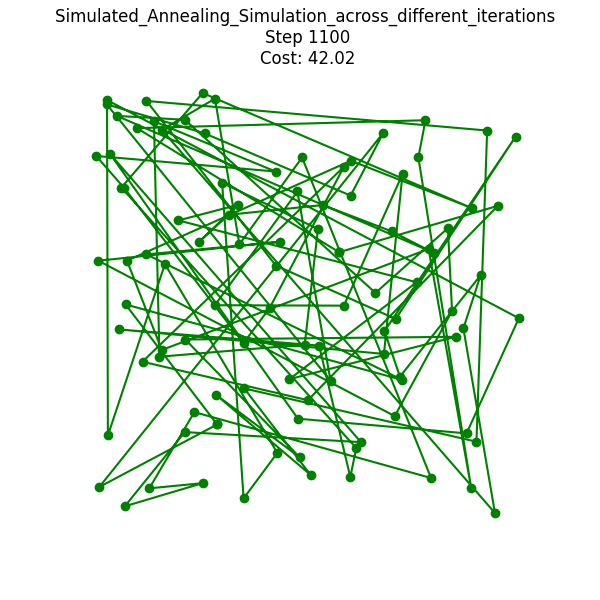 Simulated_Annealing_Simulation_across_different_iterations
Step 1100
Cost: 42.02